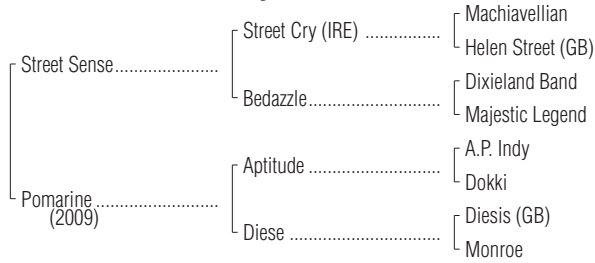 Machiavellian
Street Cry (IRE) ................
Helen Street (GB)
Street Sense......................
Dixieland Band
Bedazzle............................
Majestic Legend
A.P. Indy
Aptitude ............................
Dokki
Pomarine ..........................
(2009)
Diesis (GB)
Diese ................................
Monroe